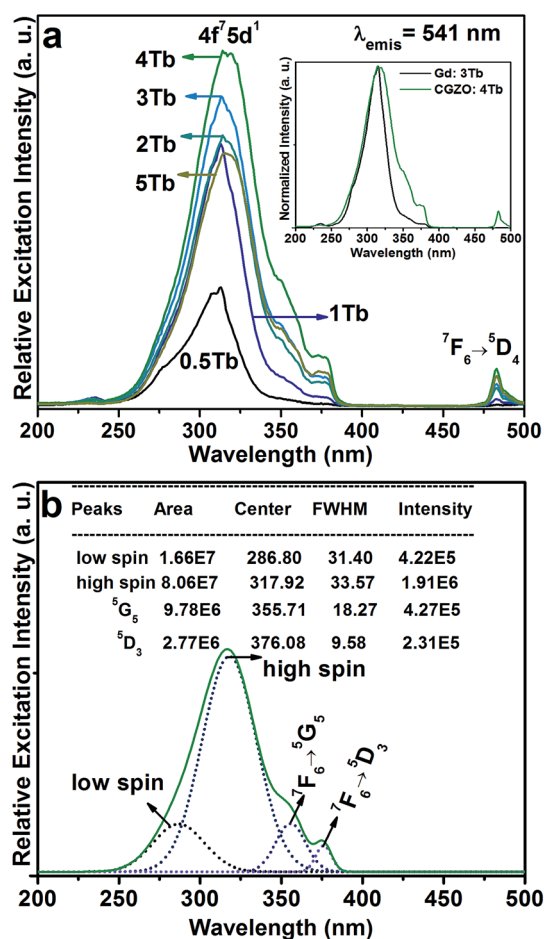 a
4f⁷5d¹
λemis = 541 nm
4Tb
3Tb
2Tb
5Tb
1Tb
0.5Tb
⁷F₆→⁵D₄
Relative Excitation Intensity (a. u.)
200 250 300 350 400 450 500
Wavelength (nm)
Gd: 3Tb
CGZO: 4Tb
Normalized Intensity (a. u.)
200 250 300 350 400 450 500
Wavelength (nm)
b
Peaks Area Center FWHM Intensity
low spin 1.66E7 286.80 31.40 4.22E5
high spin 8.06E7 317.92 33.57 1.91E6
⁵G₅ 9.78E6 355.71 18.27 4.27E5
⁵D₃ 2.77E6 376.08 9.58 2.31E5
high spin
low spin
⁷F₆→⁵G₅
⁷F₆→⁵D₃
Relative Excitation Intensity (a. u.)
200 250 300 350 400 450 500
Wavelength (nm)